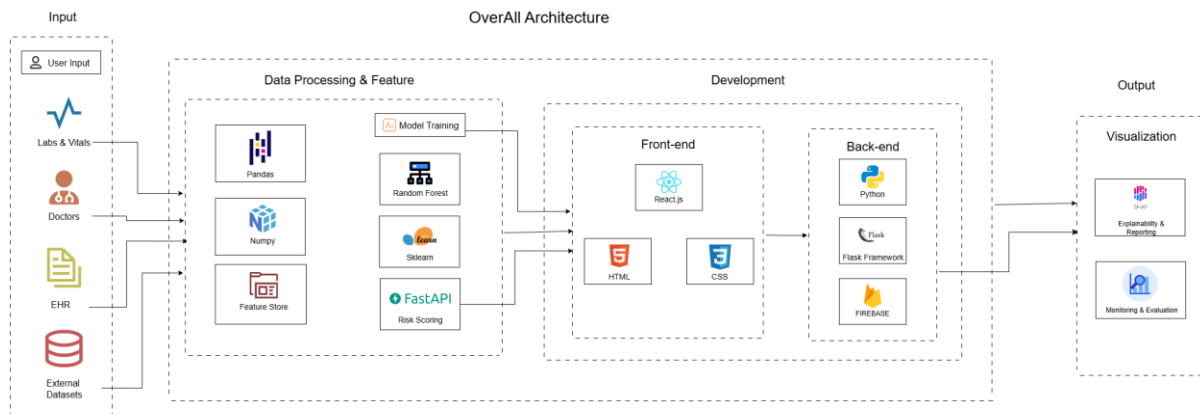 Input
OverAll Architecture
User Input
Labs & Vitals
Doctors
EHR
External
Datasets
Data Processing & Feature
Pandas
Numpy
Feature Store
Ai Model Training
Random Forest
learn
Sklearn
FastAPI
Risk Scoring
Development
Front-end
React.js
HTML
CSS
Back-end
Python
Flask
Flask Framework
FIREBASE
Output
Visualization
Explainability &
Reporting
Monitoring & Evaluation